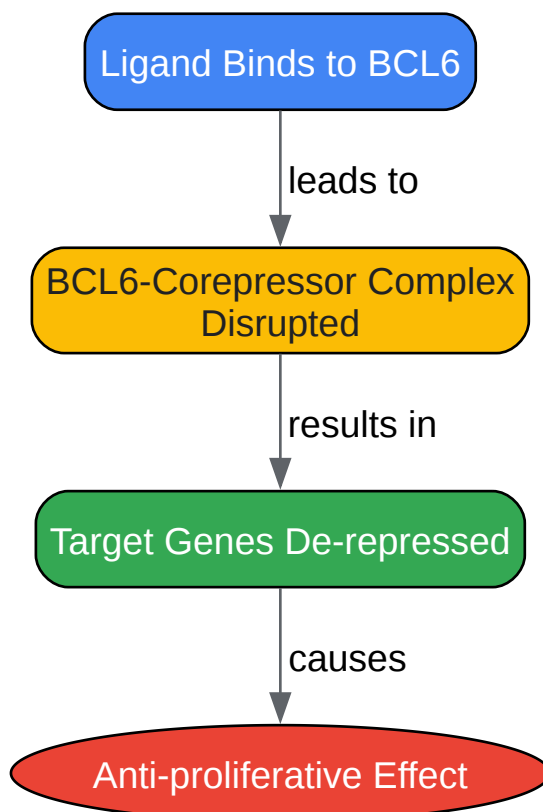 Ligand Binds to BCL6
leads to
BCL6-Corepressor Complex
Disrupted
results in
Target Genes De-repressed
causes
Anti-proliferative Effect